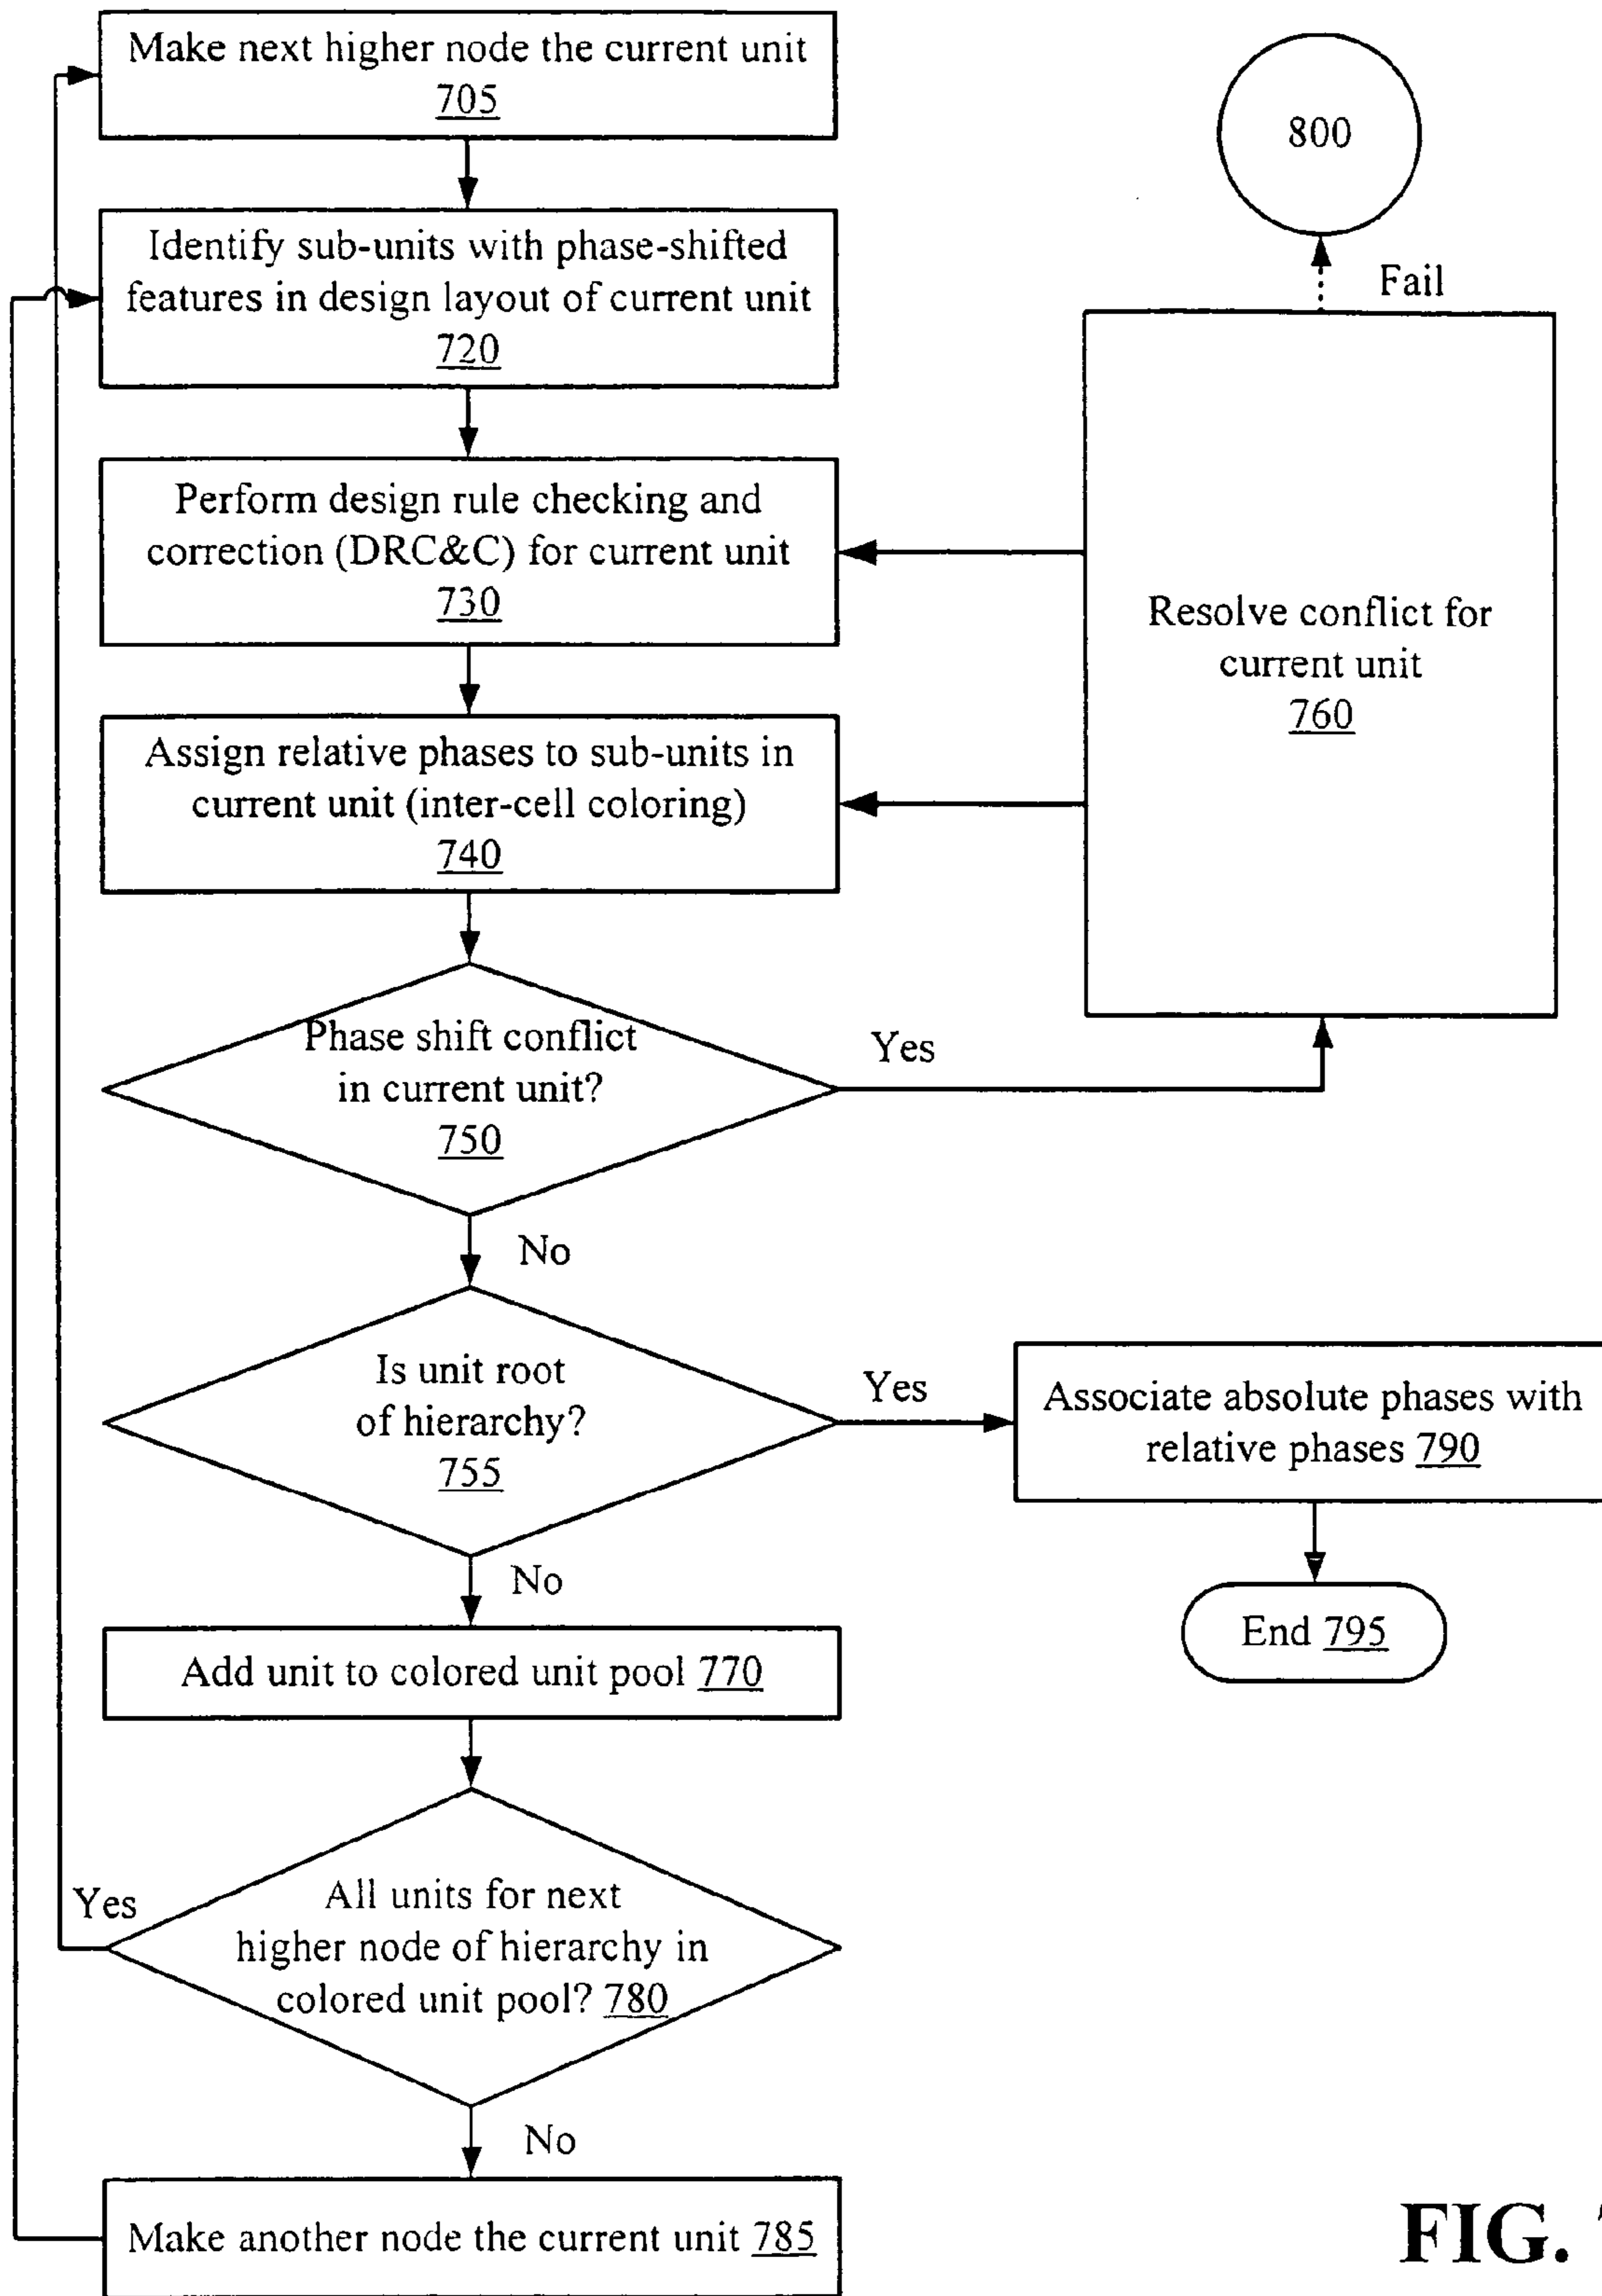 Make next higher node the current unit
705
800
Identify sub-units with phase-shifted
features in design layout of current unit
720
Fail
Perform design rule checking and
correction (DRC&C) for current unit
730
Resolve conflict for
current unit
760
Assign relative phases to sub-units in
current unit (inter-cell coloring)
740
Phase shift conflict
in current unit?
750
Yes
No
Is unit root
of hierarchy?
755
Yes
Associate absolute phases with
relative phases 790
No
End 795
Add unit to colored unit pool 770
All units for next
higher node of hierarchy in
colored unit pool? 780
Yes
No
Make another node the current unit 785
FIG.